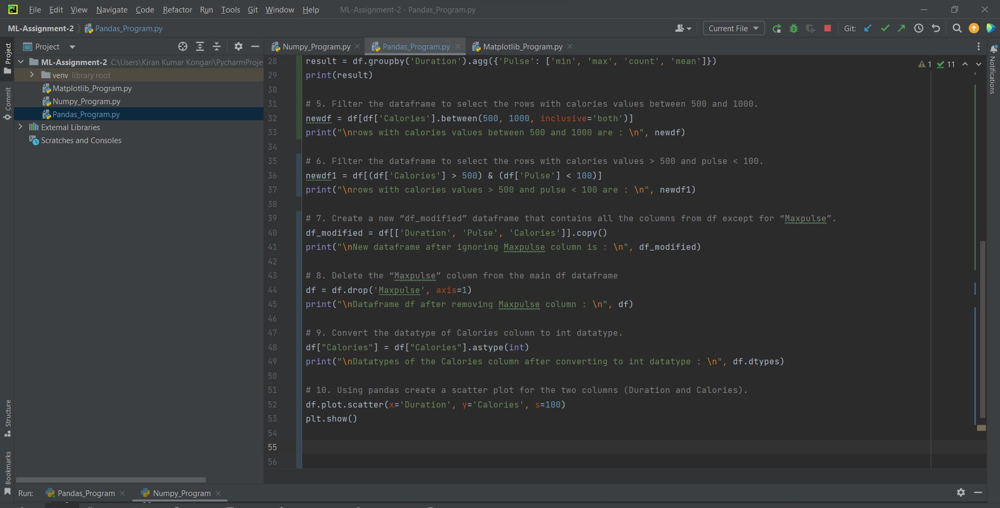 PC File Edit View Navigate Code Refactor Run Tools Git Window Help ML-Assignment-2 - Pandas_Program.py
ML-Assignment-2 Pandas_Program.py Current File Git:
Project Numpy_Program.py Pandas_Program.py Matplotlib_Program.py
Project
Commit
Structure
Bookmarks
Notifications
ML-Assignment-2 C:\Users\Kiran Kumar Kongari\PycharmProje
venv library root
Matplotlib_Program.py
Numpy_Program.py
Pandas_Program.py
External Libraries
Scratches and Consoles
1 11
28 result = df.groupby('Duration').agg({'Pulse': ['min', 'max', 'count', 'mean']})
29 print(result)
30
31 # 5. Filter the dataframe to select the rows with calories values between 500 and 1000.
32 newdf = df[df['Calories'].between(500, 1000, inclusive='both')]
33 print("\nrows with calories values between 500 and 1000 are : \n", newdf)
34
35 # 6. Filter the dataframe to select the rows with calories values > 500 and pulse < 100.
36 newdf1 = df[(df['Calories'] > 500) & (df['Pulse'] < 100)]
37 print("\nrows with calories values > 500 and pulse < 100 are : \n", newdf1)
38
39 # 7. Create a new “df_modified” dataframe that contains all the columns from df except for “Maxpulse”.
40 df_modified = df[['Duration', 'Pulse', 'Calories']].copy()
41 print("\nNew dataframe after ignoring Maxpulse column is : \n", df_modified)
42
43 # 8. Delete the “Maxpulse” column from the main df dataframe
44 df = df.drop('Maxpulse', axis=1)
45 print("\nDataframe df after removing Maxpulse column : \n", df)
46
47 # 9. Convert the datatype of Calories column to int datatype.
48 df["Calories"] = df["Calories"].astype(int)
49 print("\nDatatypes of the Calories column after converting to int datatype : \n", df.dtypes)
50
51 # 10. Using pandas create a scatter plot for the two columns (Duration and Calories).
52 df.plot.scatter(x='Duration', y='Calories', s=100)
53 plt.show()
54
55
56
Run: Pandas_Program Numpy_Program